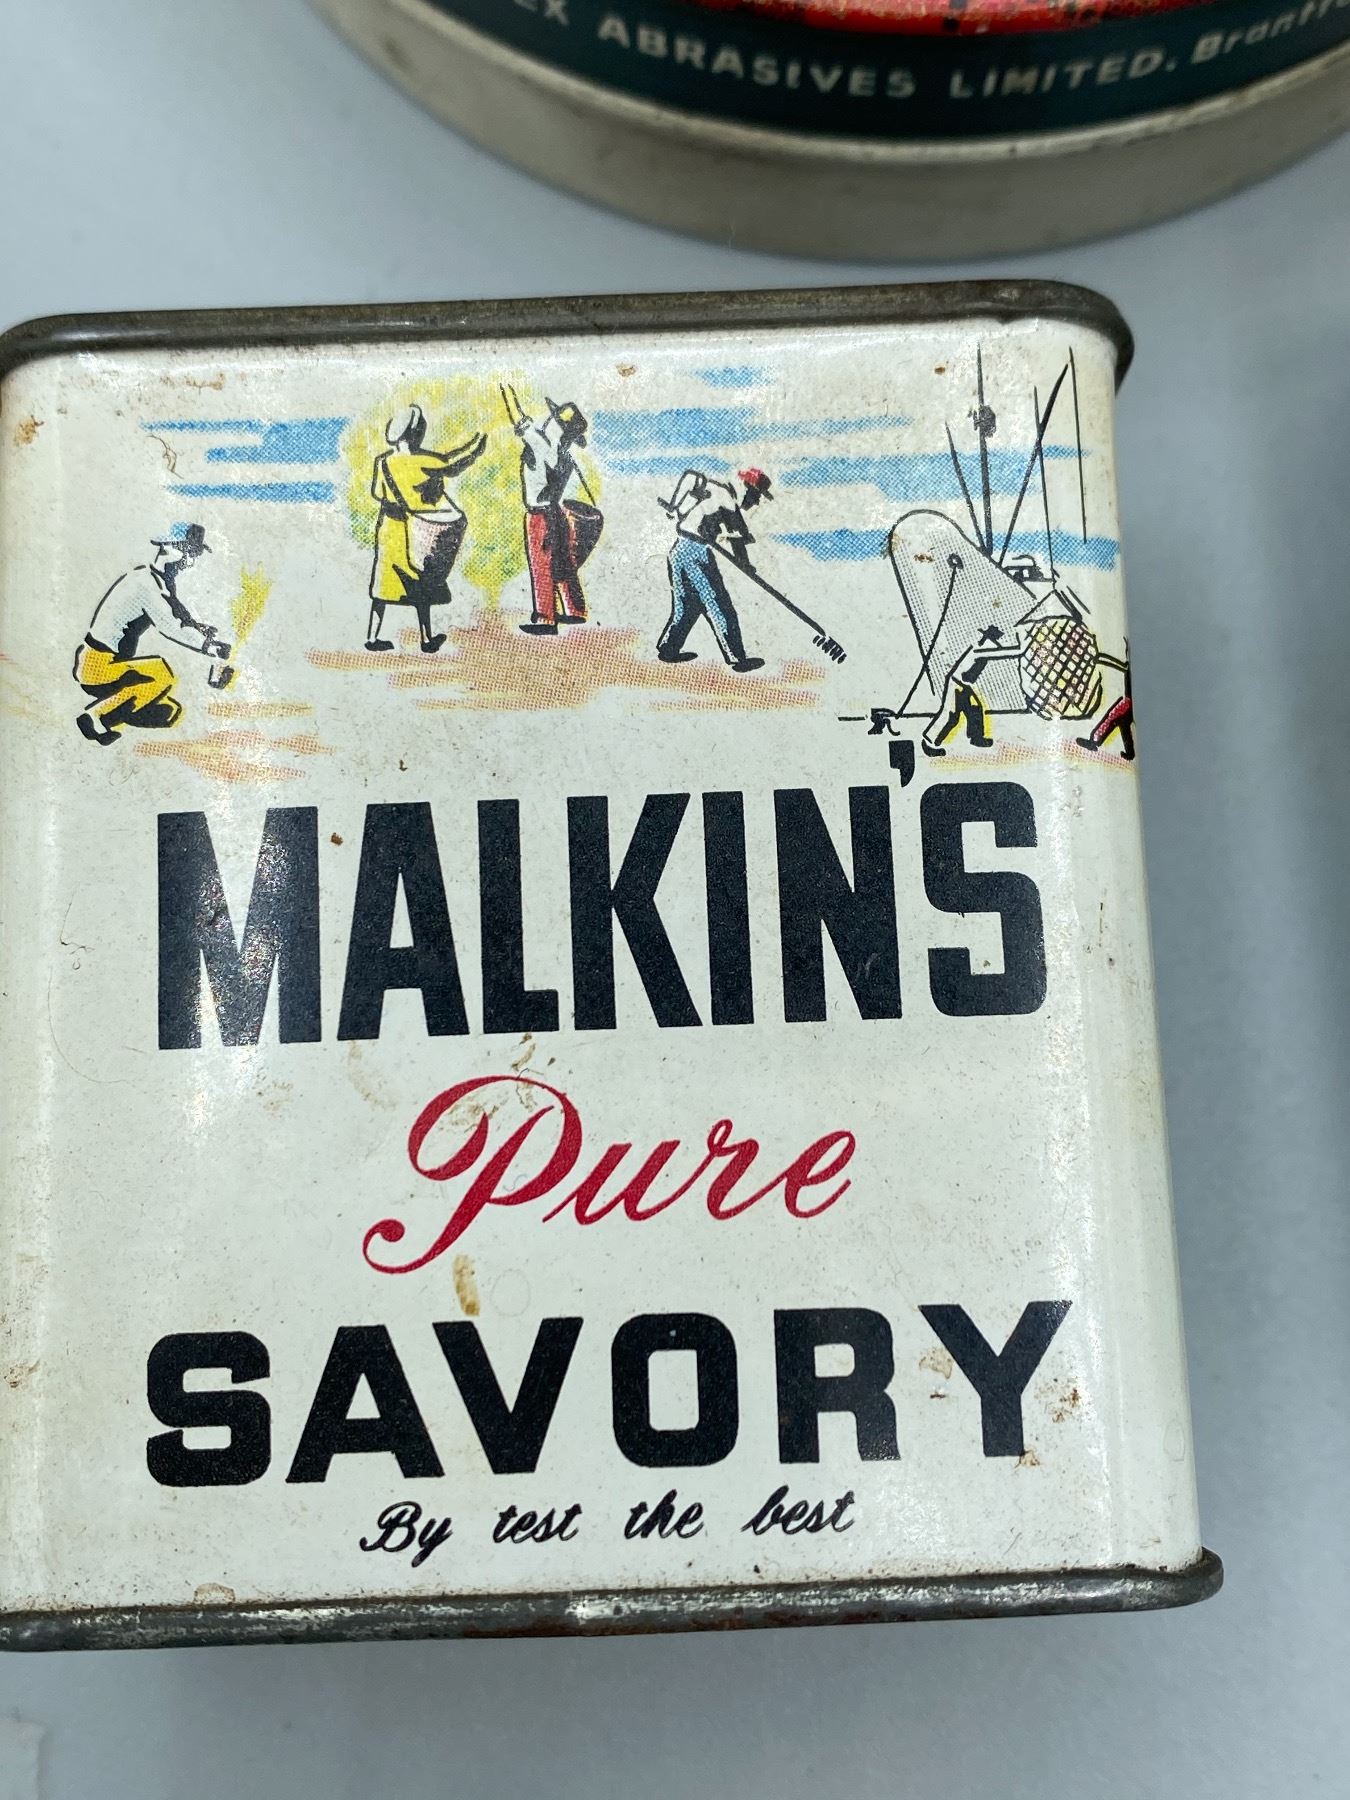 ABRASIVES LIMITED.
MALKIN'S
Pure
SAVORY
By test the best